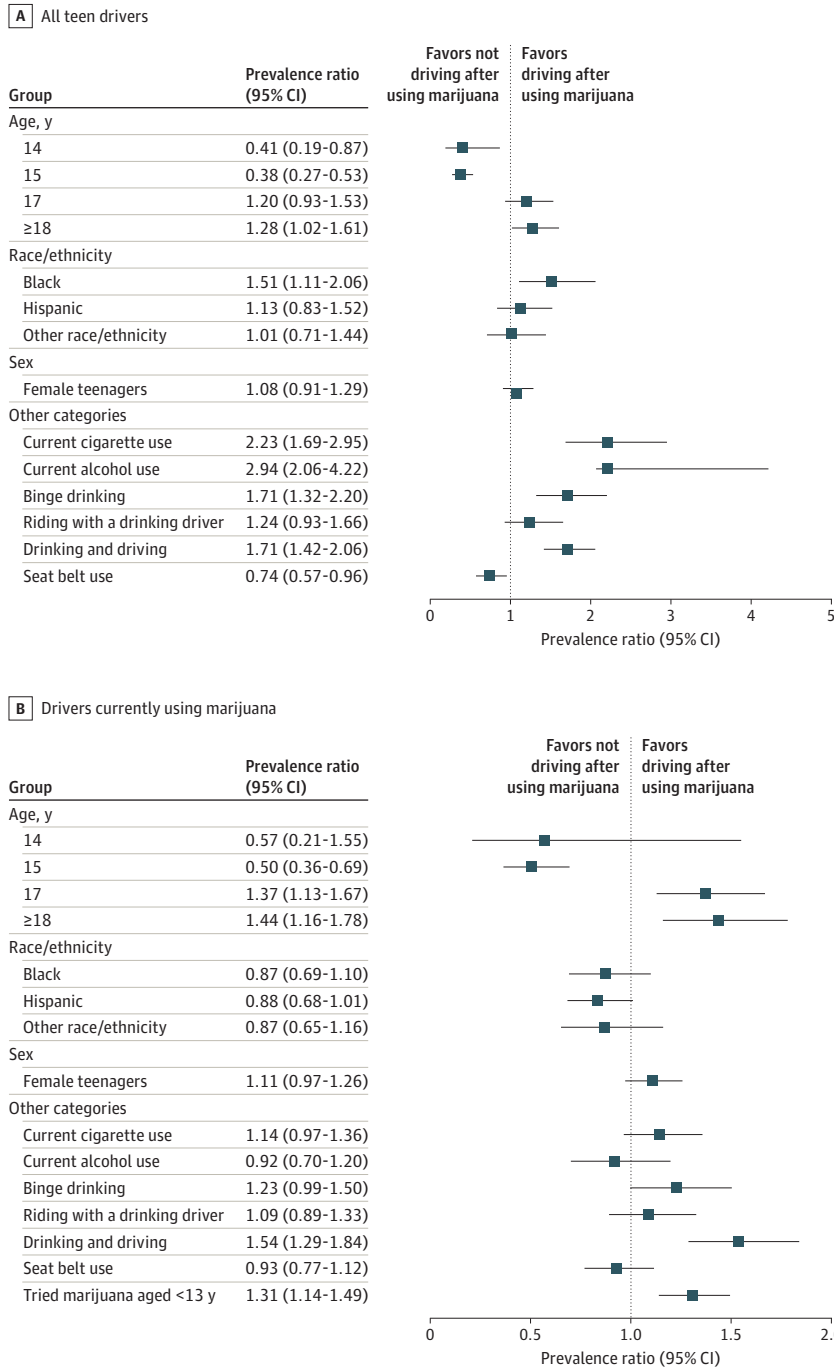 A All teen drivers
Favors not driving after using marijuana
Favors driving after using marijuana
Group Prevalence ratio (95% CI)
Age, y
14 0.41 (0.19-0.87)
15 0.38 (0.27-0.53)
17 1.20 (0.93-1.53)
≥18 1.28 (1.02-1.61)
Race/ethnicity
Black 1.51 (1.11-2.06)
Hispanic 1.13 (0.83-1.52)
Other race/ethnicity 1.01 (0.71-1.44)
Sex
Female teenagers 1.08 (0.91-1.29)
Other categories
Current cigarette use 2.23 (1.69-2.95)
Current alcohol use 2.94 (2.06-4.22)
Binge drinking 1.71 (1.32-2.20)
Riding with a drinking driver 1.24 (0.93-1.66)
Drinking and driving 1.71 (1.42-2.06)
Seat belt use 0.74 (0.57-0.96)
0 1 2 3 4 5
Prevalence ratio (95% CI)
B Drivers currently using marijuana
Favors not driving after using marijuana
Favors driving after using marijuana
Group Prevalence ratio (95% CI)
Age, y
14 0.57 (0.21-1.55)
15 0.50 (0.36-0.69)
17 1.37 (1.13-1.67)
≥18 1.44 (1.16-1.78)
Race/ethnicity
Black 0.87 (0.69-1.10)
Hispanic 0.88 (0.68-1.01)
Other race/ethnicity 0.87 (0.65-1.16)
Sex
Female teenagers 1.11 (0.97-1.26)
Other categories
Current cigarette use 1.14 (0.97-1.36)
Current alcohol use 0.92 (0.70-1.20)
Binge drinking 1.23 (0.99-1.50)
Riding with a drinking driver 1.09 (0.89-1.33)
Drinking and driving 1.54 (1.29-1.84)
Seat belt use 0.93 (0.77-1.12)
Tried marijuana aged <13 y 1.31 (1.14-1.49)
0 0.5 1.0 1.5 2.
Prevalence ratio (95% CI)